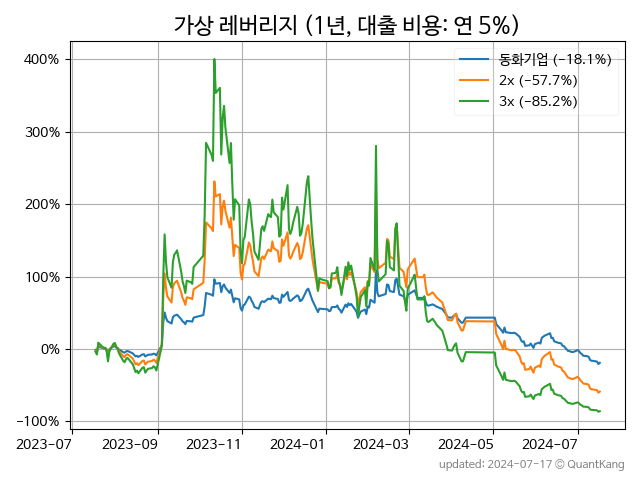 가상 레버리지 (1년, 대출 비용: 연 5%)
동화기업 (-18.1%)
2x (-57.7%)
3x (-85.2%)
400%
300%
200%
100%
0%
-100%
2023-07
2023-09
2023-11
2024-01
2024-03
2024-05
2024-07
updated: 2024-07-17 © QuantKang